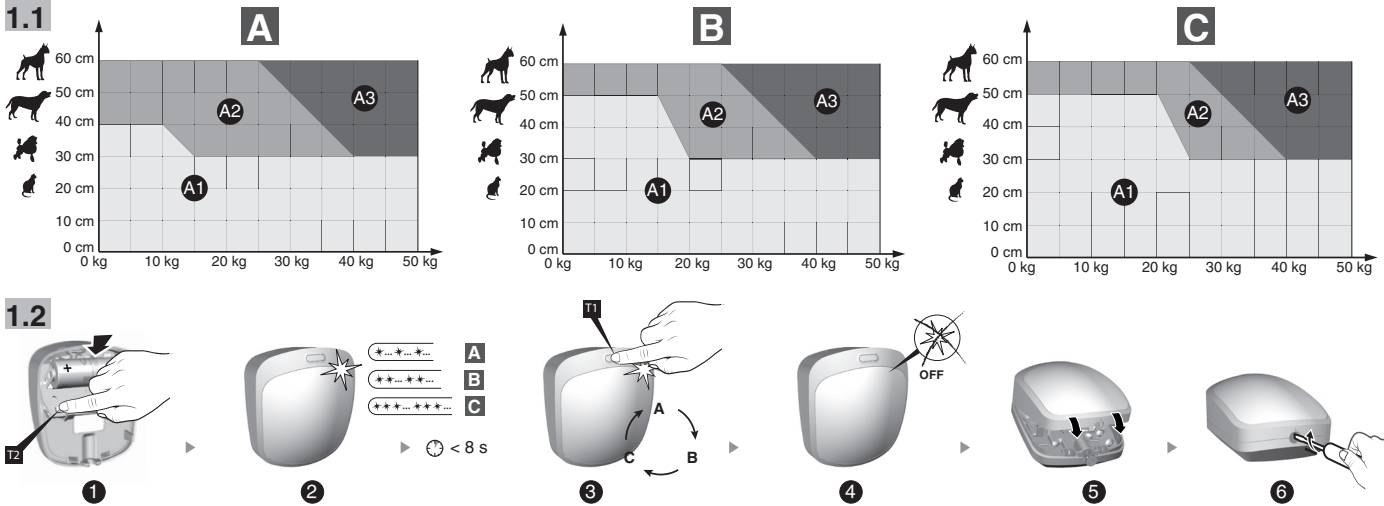 1.1
A
60 cm
50 cm
40 cm
30 cm
20 cm
10 cm
0 cm
0 kg 10 kg 20 kg 30 kg 40 kg 50 kg
A1
A2
A3
B
60 cm
50 cm
40 cm
30 cm
20 cm
10 cm
0 cm
0 kg 10 kg 20 kg 30 kg 40 kg 50 kg
A1
A2
A3
C
60 cm
50 cm
40 cm
30 cm
20 cm
10 cm
0 cm
0 kg 10 kg 20 kg 30 kg 40 kg 50 kg
A1
A2
A3
1.2
+
T2
1
... ... ... A
... ... B
... ... C
< 8 s
2
T1
A
B
C
3
OFF
4
5
6